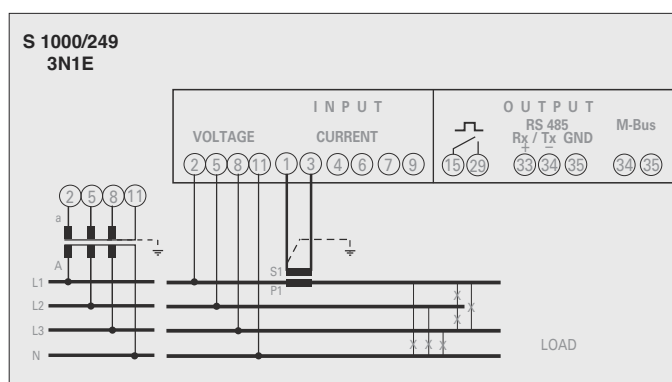 S 1000/249
3N1E
INPUT
OUTPUT
VOLTAGE
CURRENT
RS 485
Rx / Tx GND
+ −
M-Bus
2 5 8 11 1 3 4 6 7 9 15 29 33 34 35 34 35
2 5 8 11
a
A
S1
P1
L1
L2
L3
N
LOAD